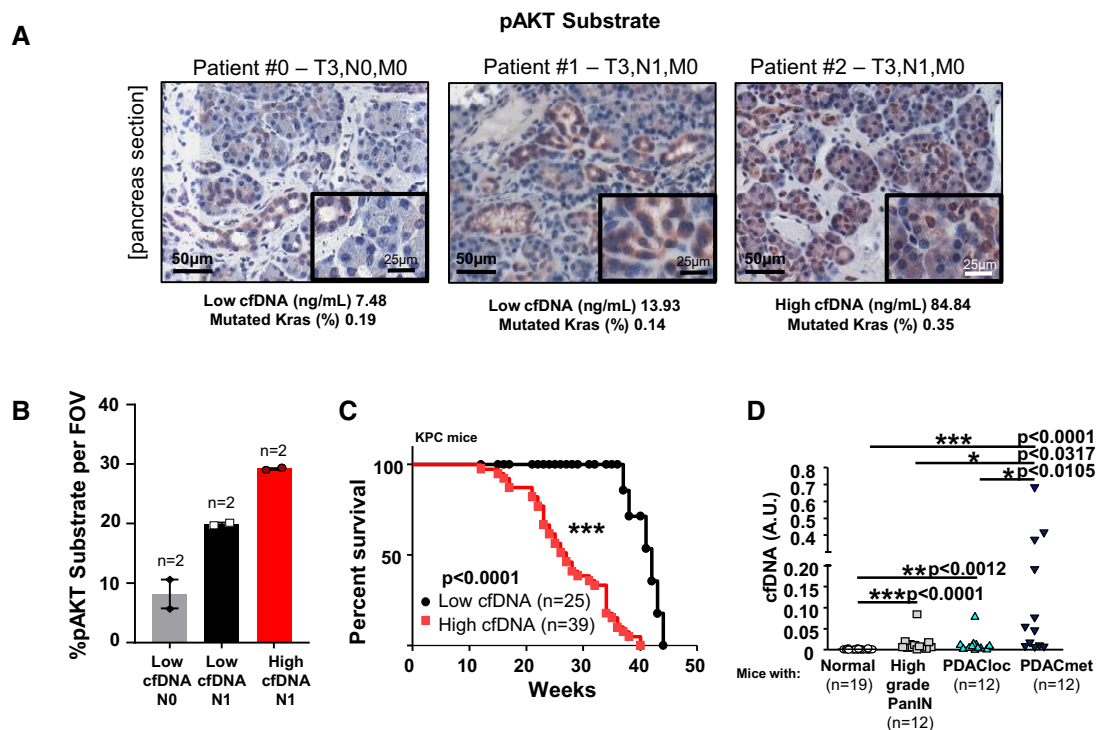 pAKT Substrate
A
Patient #0 – T3,N0,M0
Patient #1 – T3,N1,M0
Patient #2 – T3,N1,M0
[pancreas section]
50µm
25µm
50µm
25µm
50µm
25µm
Low cfDNA (ng/mL) 7.48
Mutated Kras (%) 0.19
Low cfDNA (ng/mL) 13.93
Mutated Kras (%) 0.14
High cfDNA (ng/mL) 84.84
Mutated Kras (%) 0.35
B
%pAKT Substrate per FOV
40
30
20
10
0
n=2
n=2
n=2
Low
cfDNA
N0
Low
cfDNA
N1
High
cfDNA
N1
C
KPC mice
Percent survival
100
50
***
p<0.0001
Low cfDNA (n=25)
High cfDNA (n=39)
0
10
20
30
40
50
Weeks
D
cfDNA (A.U.)
*** p<0.0001
* p<0.0317
* p<0.0105
0.8
0.7
0.6
0.5
0.4
0.3
0.20
0.15
0.10
0.05
0
** p<0.0012
*** p<0.0001
Mice with:
Normal
(n=19)
High
grade
PanIN
(n=12)
PDACloc
(n=12)
PDACmet
(n=12)